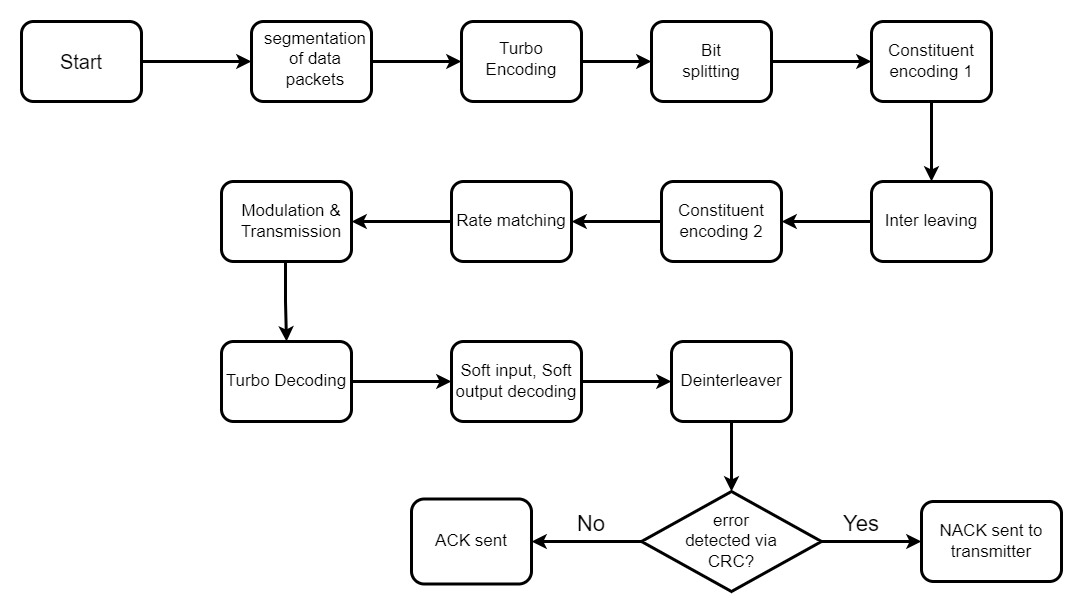 Start
segmentation
of data
packets
Turbo
Encoding
Bit
splitting
Constituent
encoding 1
Modulation &
Transmission
Rate matching
Constituent
encoding 2
Inter leaving
Turbo Decoding
Soft input, Soft
output decoding
Deinterleaver
ACK sent
No
error
detected via
CRC?
Yes
NACK sent to
transmitter